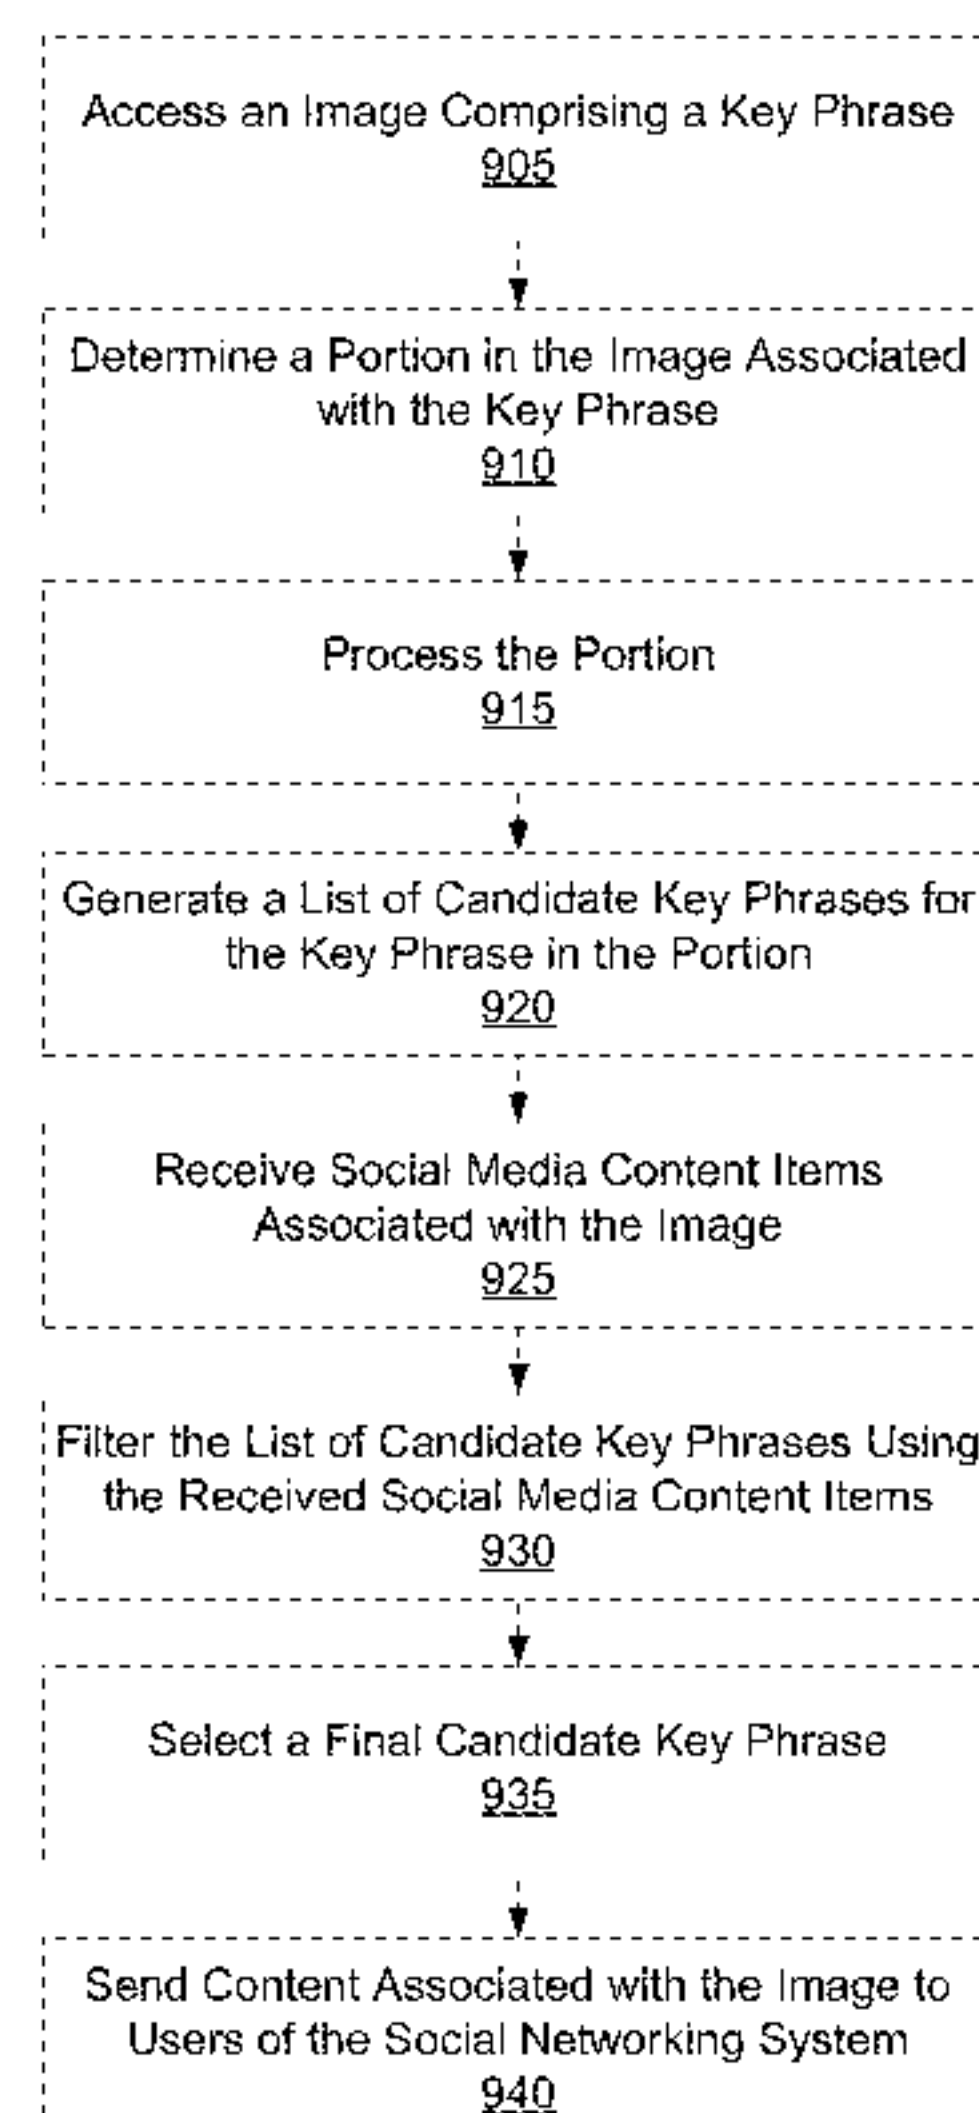 Access an Image Comprising a Key Phrase
905
Determine a Portion in the Image Associated
with the Key Phrase
910
Process the Portion
915
Generate a List of Candidate Key Phrases for
the Key Phrase in the Portion
920
Receive Social Media Content Items
Associated with the Image
925
Filter the List of Candidate Key Phrases Using
the Received Social Media Content Items
930
Select a Final Candidate Key Phrase
935
Send Content Associated with the Image to
Users of the Social Networking System
940